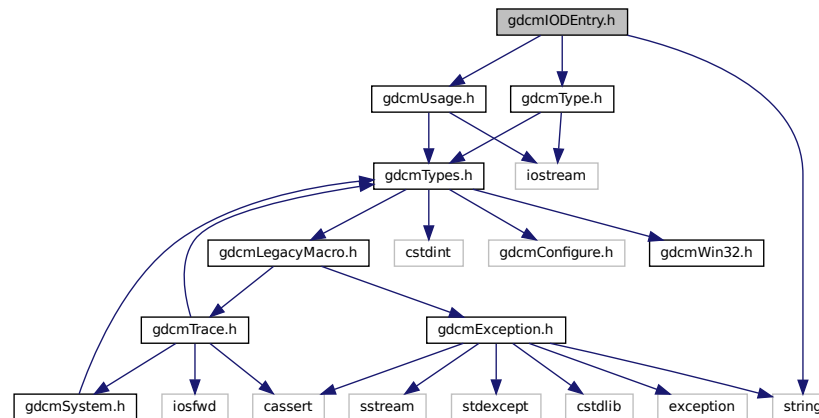 gdcmIODEntry.h
gdcmUsage.h
gdcmType.h
gdcmTypes.h
iostream
gdcmLegacyMacro.h
cstdint
gdcmConfigure.h
gdcmWin32.h
gdcmTrace.h
gdcmException.h
gdcmSystem.h
iosfwd
cassert
sstream
stdexcept
cstdlib
exception
string